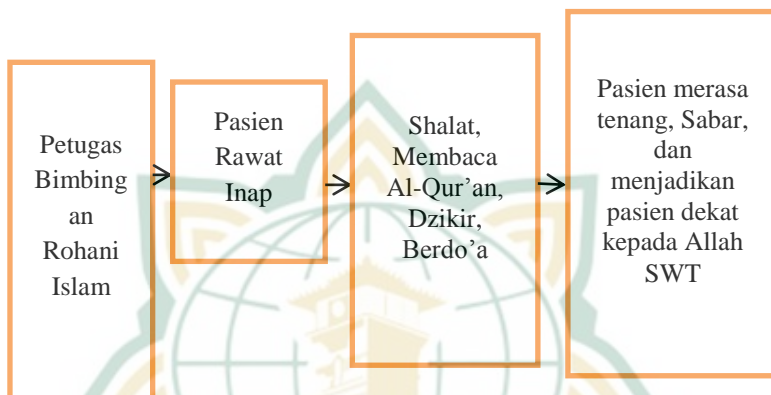 Petugas
Bimbing
an
Rohani
Islam
Pasien
Rawat
Inap
Shalat,
Membaca
Al-Qur’an,
Dzikir,
Berdo’a
Pasien merasa
tenang, Sabar,
dan
menjadikan
pasien dekat
kepada Allah
SWT